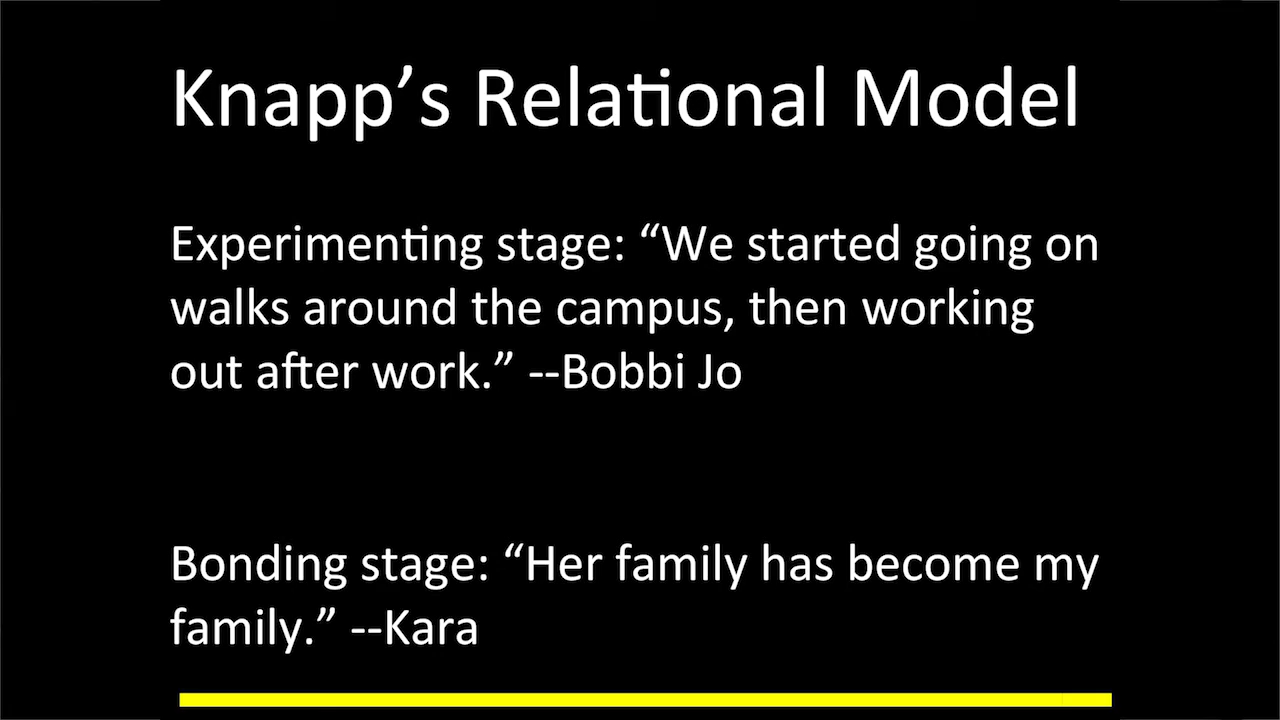 Knapp’s Relational Model
Experimenting stage: “We started going on
walks around the campus, then working
out after work.” --Bobbi Jo
Bonding stage: “Her family has become my
family.” --Kara